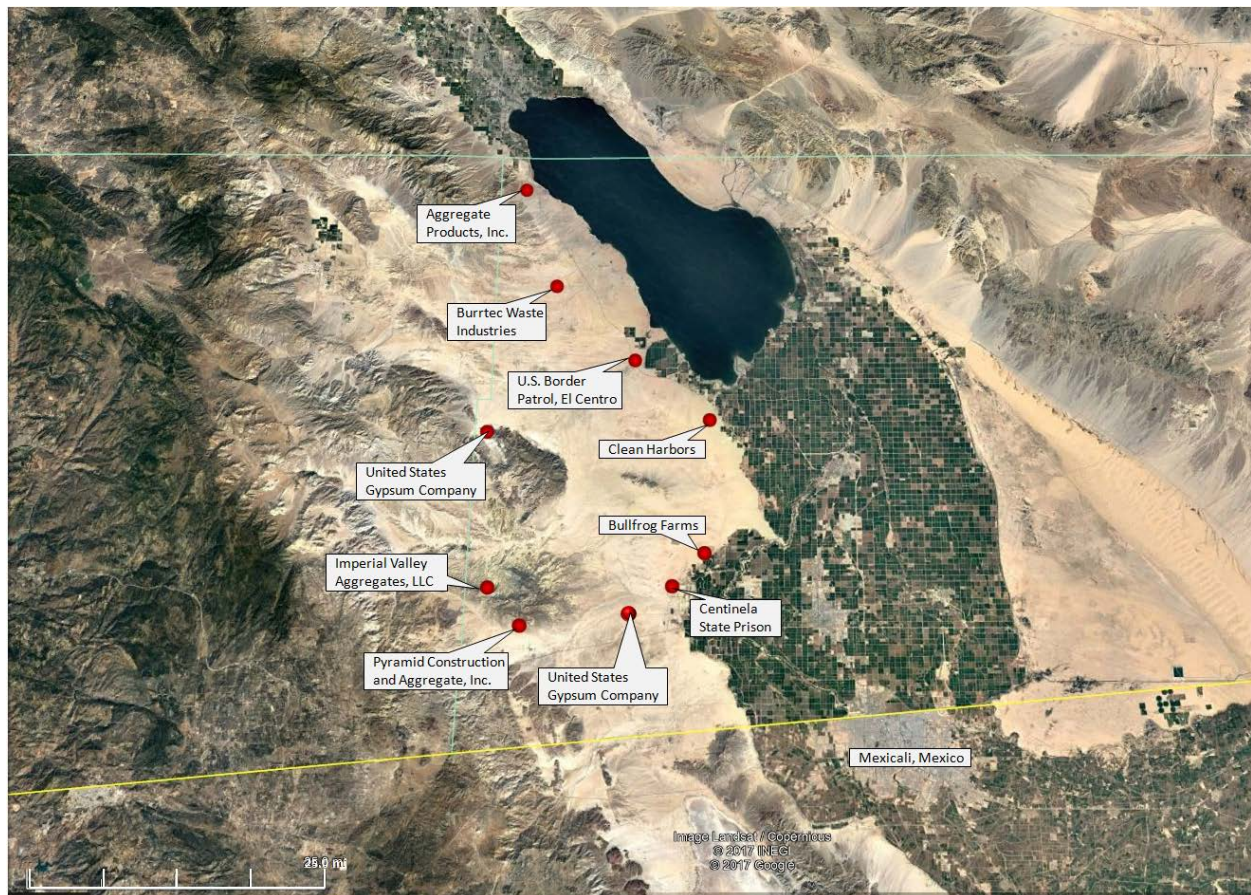 Aggregate
Products, Inc.
Burrtec Waste
Industries
U.S. Border
Patrol, El Centro
Clean Harbors
United States
Gypsum Company
Bullfrog Farms
Imperial Valley
Aggregates, LLC
Centinela
State Prison
Pyramid Construction
and Aggregate, Inc.
United States
Gypsum Company
Mexicali, Mexico
Image Landsat / Copernicus
© 2017 INEGI
© 2017 Google
25.0 mi